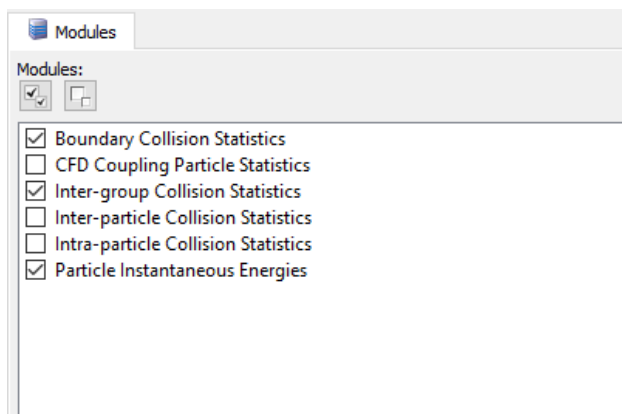 Modules
Modules:
Boundary Collision Statistics
CFD Coupling Particle Statistics
Inter-group Collision Statistics
Inter-particle Collision Statistics
Intra-particle Collision Statistics
Particle Instantaneous Energies